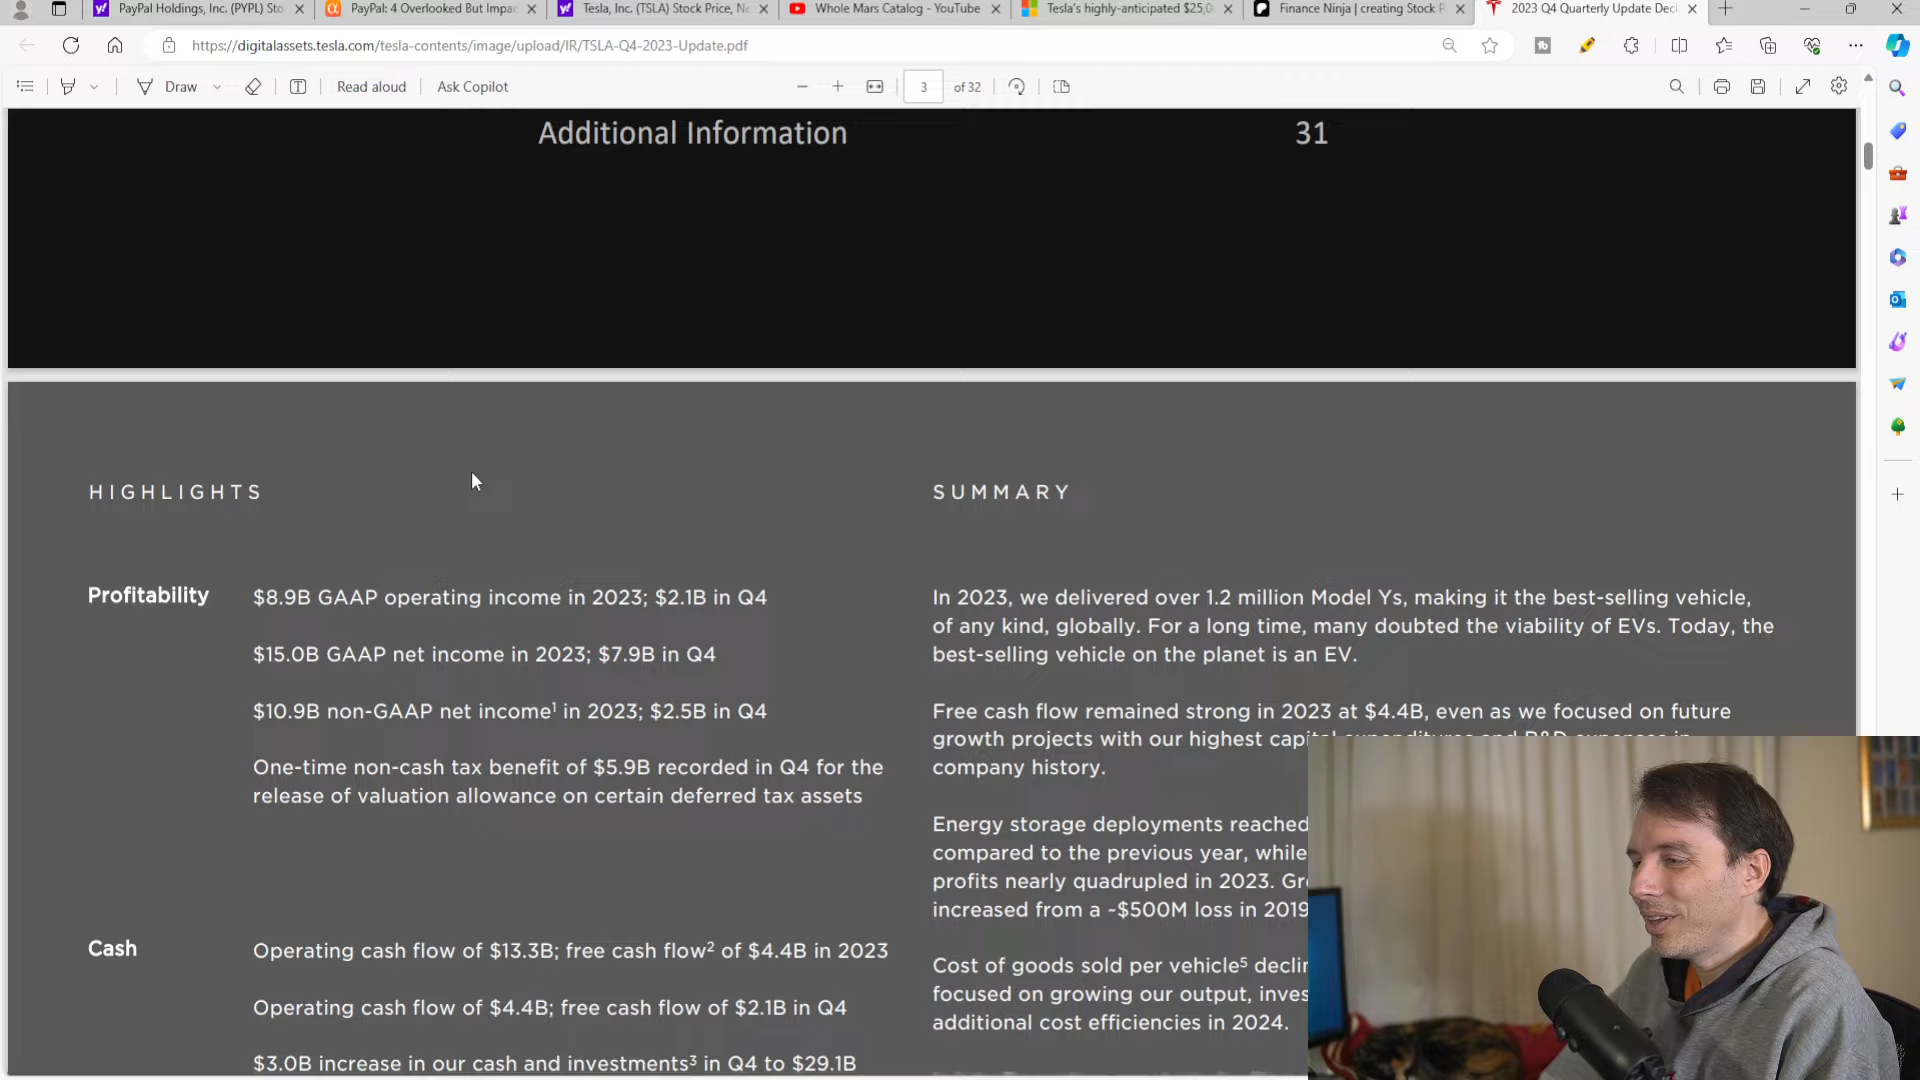 PayPal Holdings, Inc. (PYPL) Sto
PayPal: 4 Overlooked But Impac
Tesla, Inc. (TSLA) Stock Price, Ne
Whole Mars Catalog - YouTube
Tesla's highly-anticipated $25,0
Finance Ninja | creating Stock P
2023 Q4 Quarterly Update Dec
https://digitalassets.tesla.com/tesla-contents/image/upload/IR/TSLA-Q4-2023-Update.pdf
Draw
Read aloud
Ask Copilot
3
of 32
Additional Information
31
HIGHLIGHTS
Profitability
$8.9B GAAP operating income in 2023; $2.1B in Q4
$15.0B GAAP net income in 2023; $7.9B in Q4
$10.9B non-GAAP net income¹ in 2023; $2.5B in Q4
One-time non-cash tax benefit of $5.9B recorded in Q4 for the
release of valuation allowance on certain deferred tax assets
Cash
Operating cash flow of $13.3B; free cash flow² of $4.4B in 2023
Operating cash flow of $4.4B; free cash flow of $2.1B in Q4
$3.0B increase in our cash and investments³ in Q4 to $29.1B
SUMMARY
In 2023, we delivered over 1.2 million Model Ys, making it the best-selling vehicle,
of any kind, globally. For a long time, many doubted the viability of EVs. Today, the
best-selling vehicle on the planet is an EV.
Free cash flow remained strong in 2023 at $4.4B, even as we focused on future
growth projects with our highest capital expenditures and R&D expenses in
company history.
Energy storage deployments reached
compared to the previous year, while
profits nearly quadrupled in 2023. Gr
increased from a ~$500M loss in 2019
Cost of goods sold per vehicle⁵ declin
focused on growing our output, inves
additional cost efficiencies in 2024.